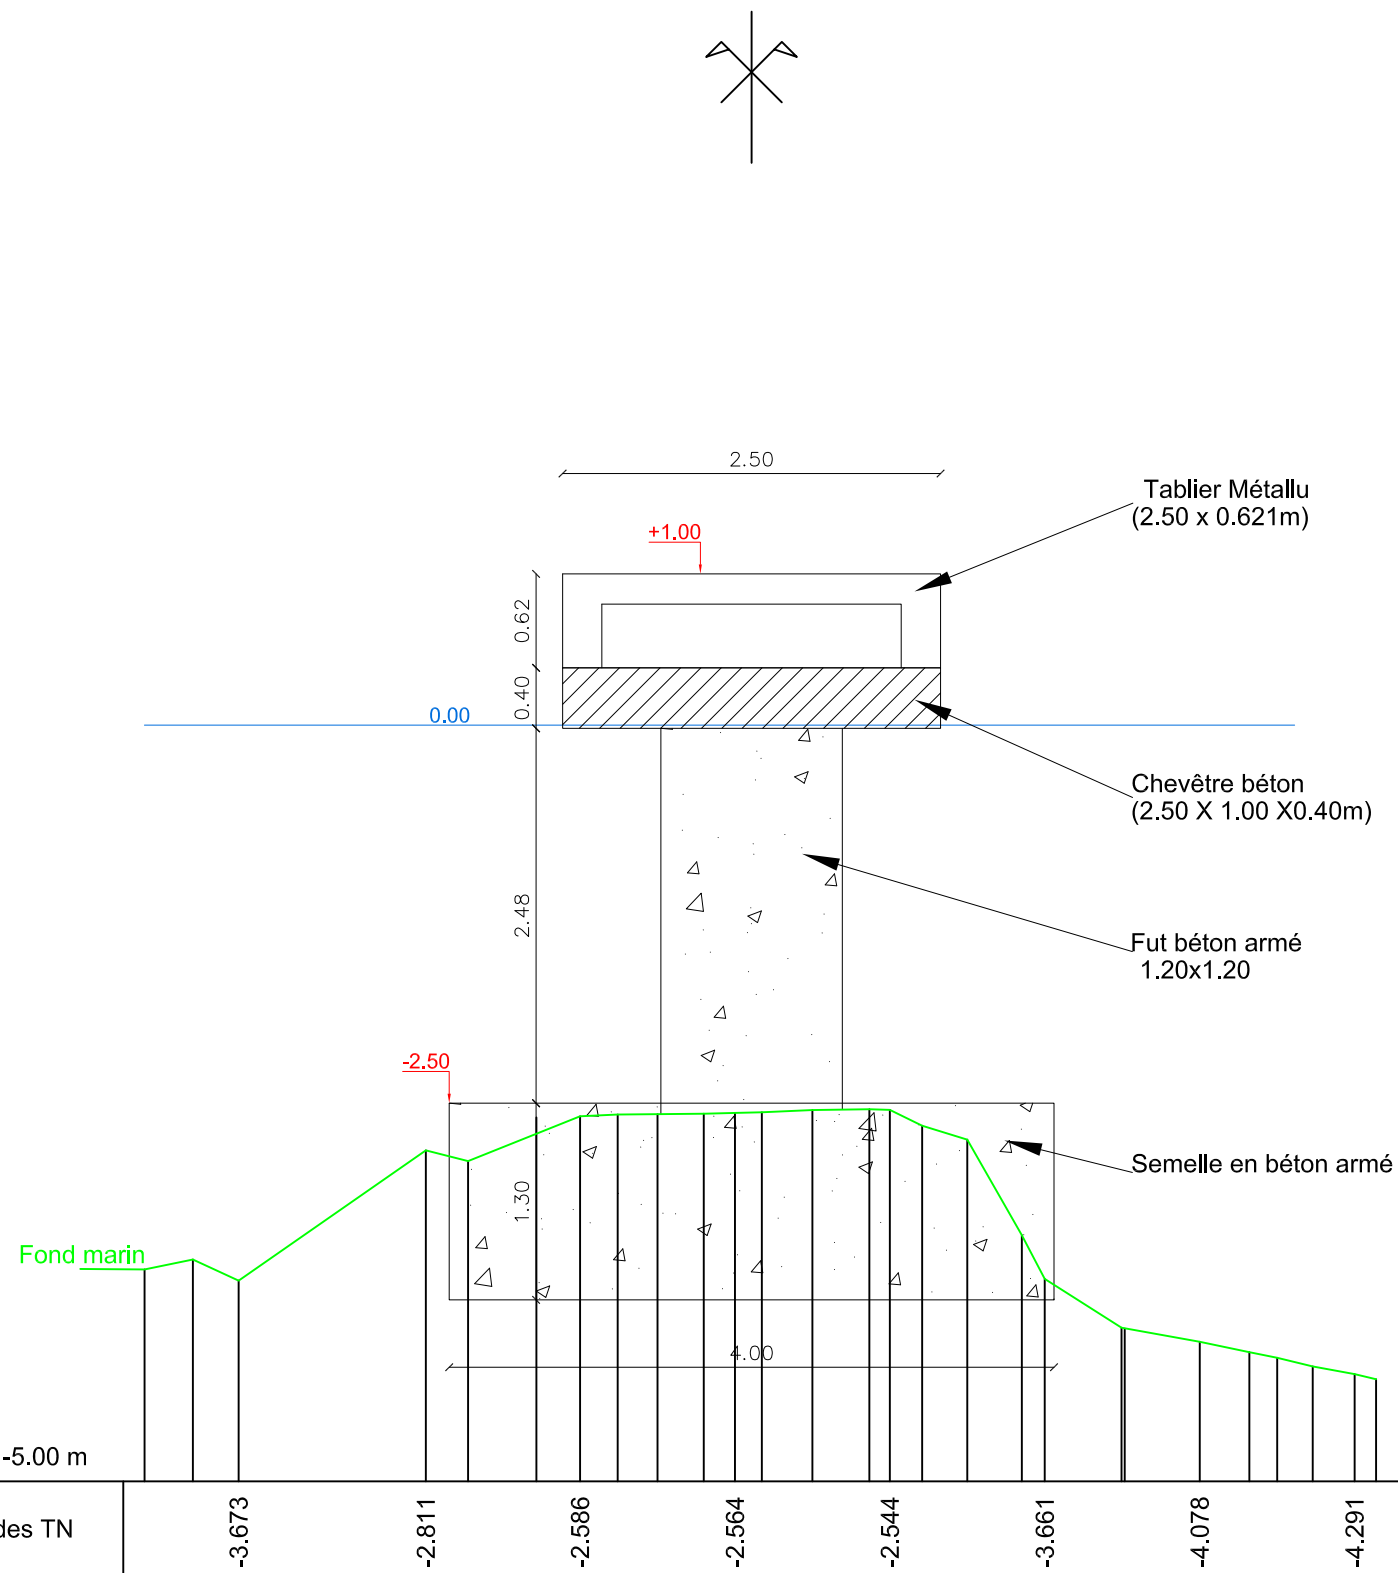 2.50
Tablier Métallu
(2.50 x 0.621m)
+1.00
0.62
0.40
0.00
Chevêtre béton
(2.50 X 1.00 X0.40m)
2.48
Fut béton armé
1.20x1.20
-2.50
Semelle en béton armé
1.30
Fond marin
4.00
-5.00 m
des TN
-3.673
-2.811
-2.586
-2.564
-2.544
-3.661
-4.078
-4.291